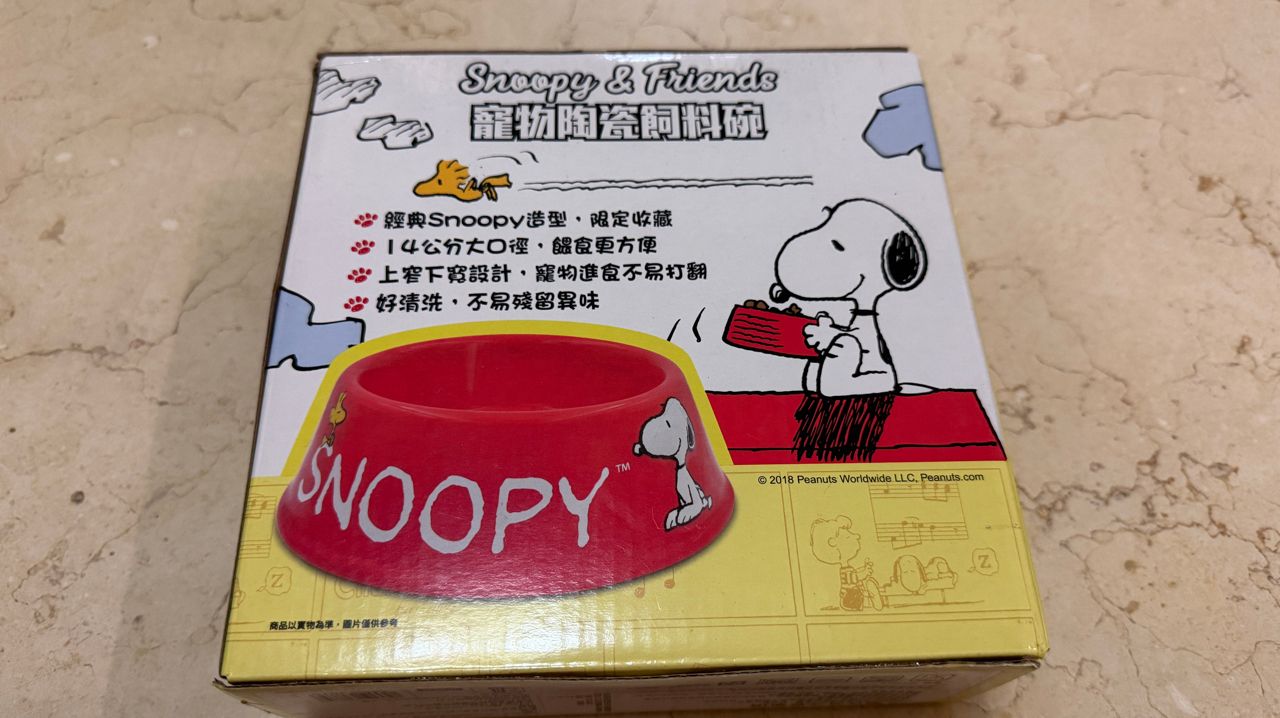 Snoopy & Friends
寵物陶瓷飼料碗
經典Snoopy造型，限定收藏
14公分大口徑，餵食更方便
上窄下寬設計，寵物進食不易打翻
好清洗，不易殘留異味
SNOOPY™
© 2018 Peanuts Worldwide LLC, Peanuts.com
Z
Z
商品以實物為準，圖片僅供參考